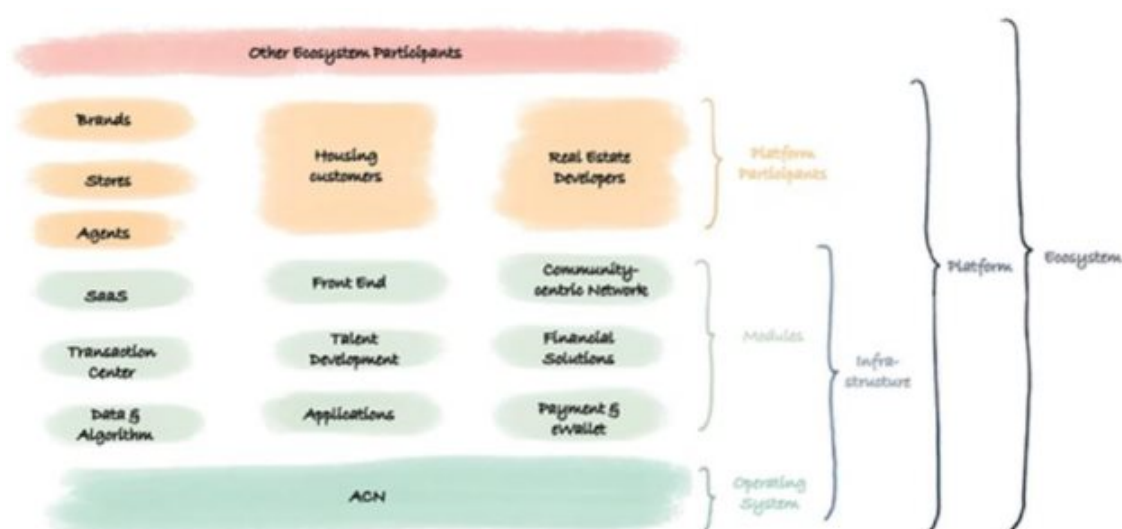 Other Ecosystem Participants
Brands
Stores
Agents
Housing
customers
Real Estate
Developers
Platform
Participants
SaaS
Front End
Community-
centric Network
Transaction
Center
Talent
Development
Financial
Solutions
Data &
Algorithm
Applications
Payment &
eWallet
Modules
ACN
Operating
System
Infra-
structure
Platform
Ecosystem